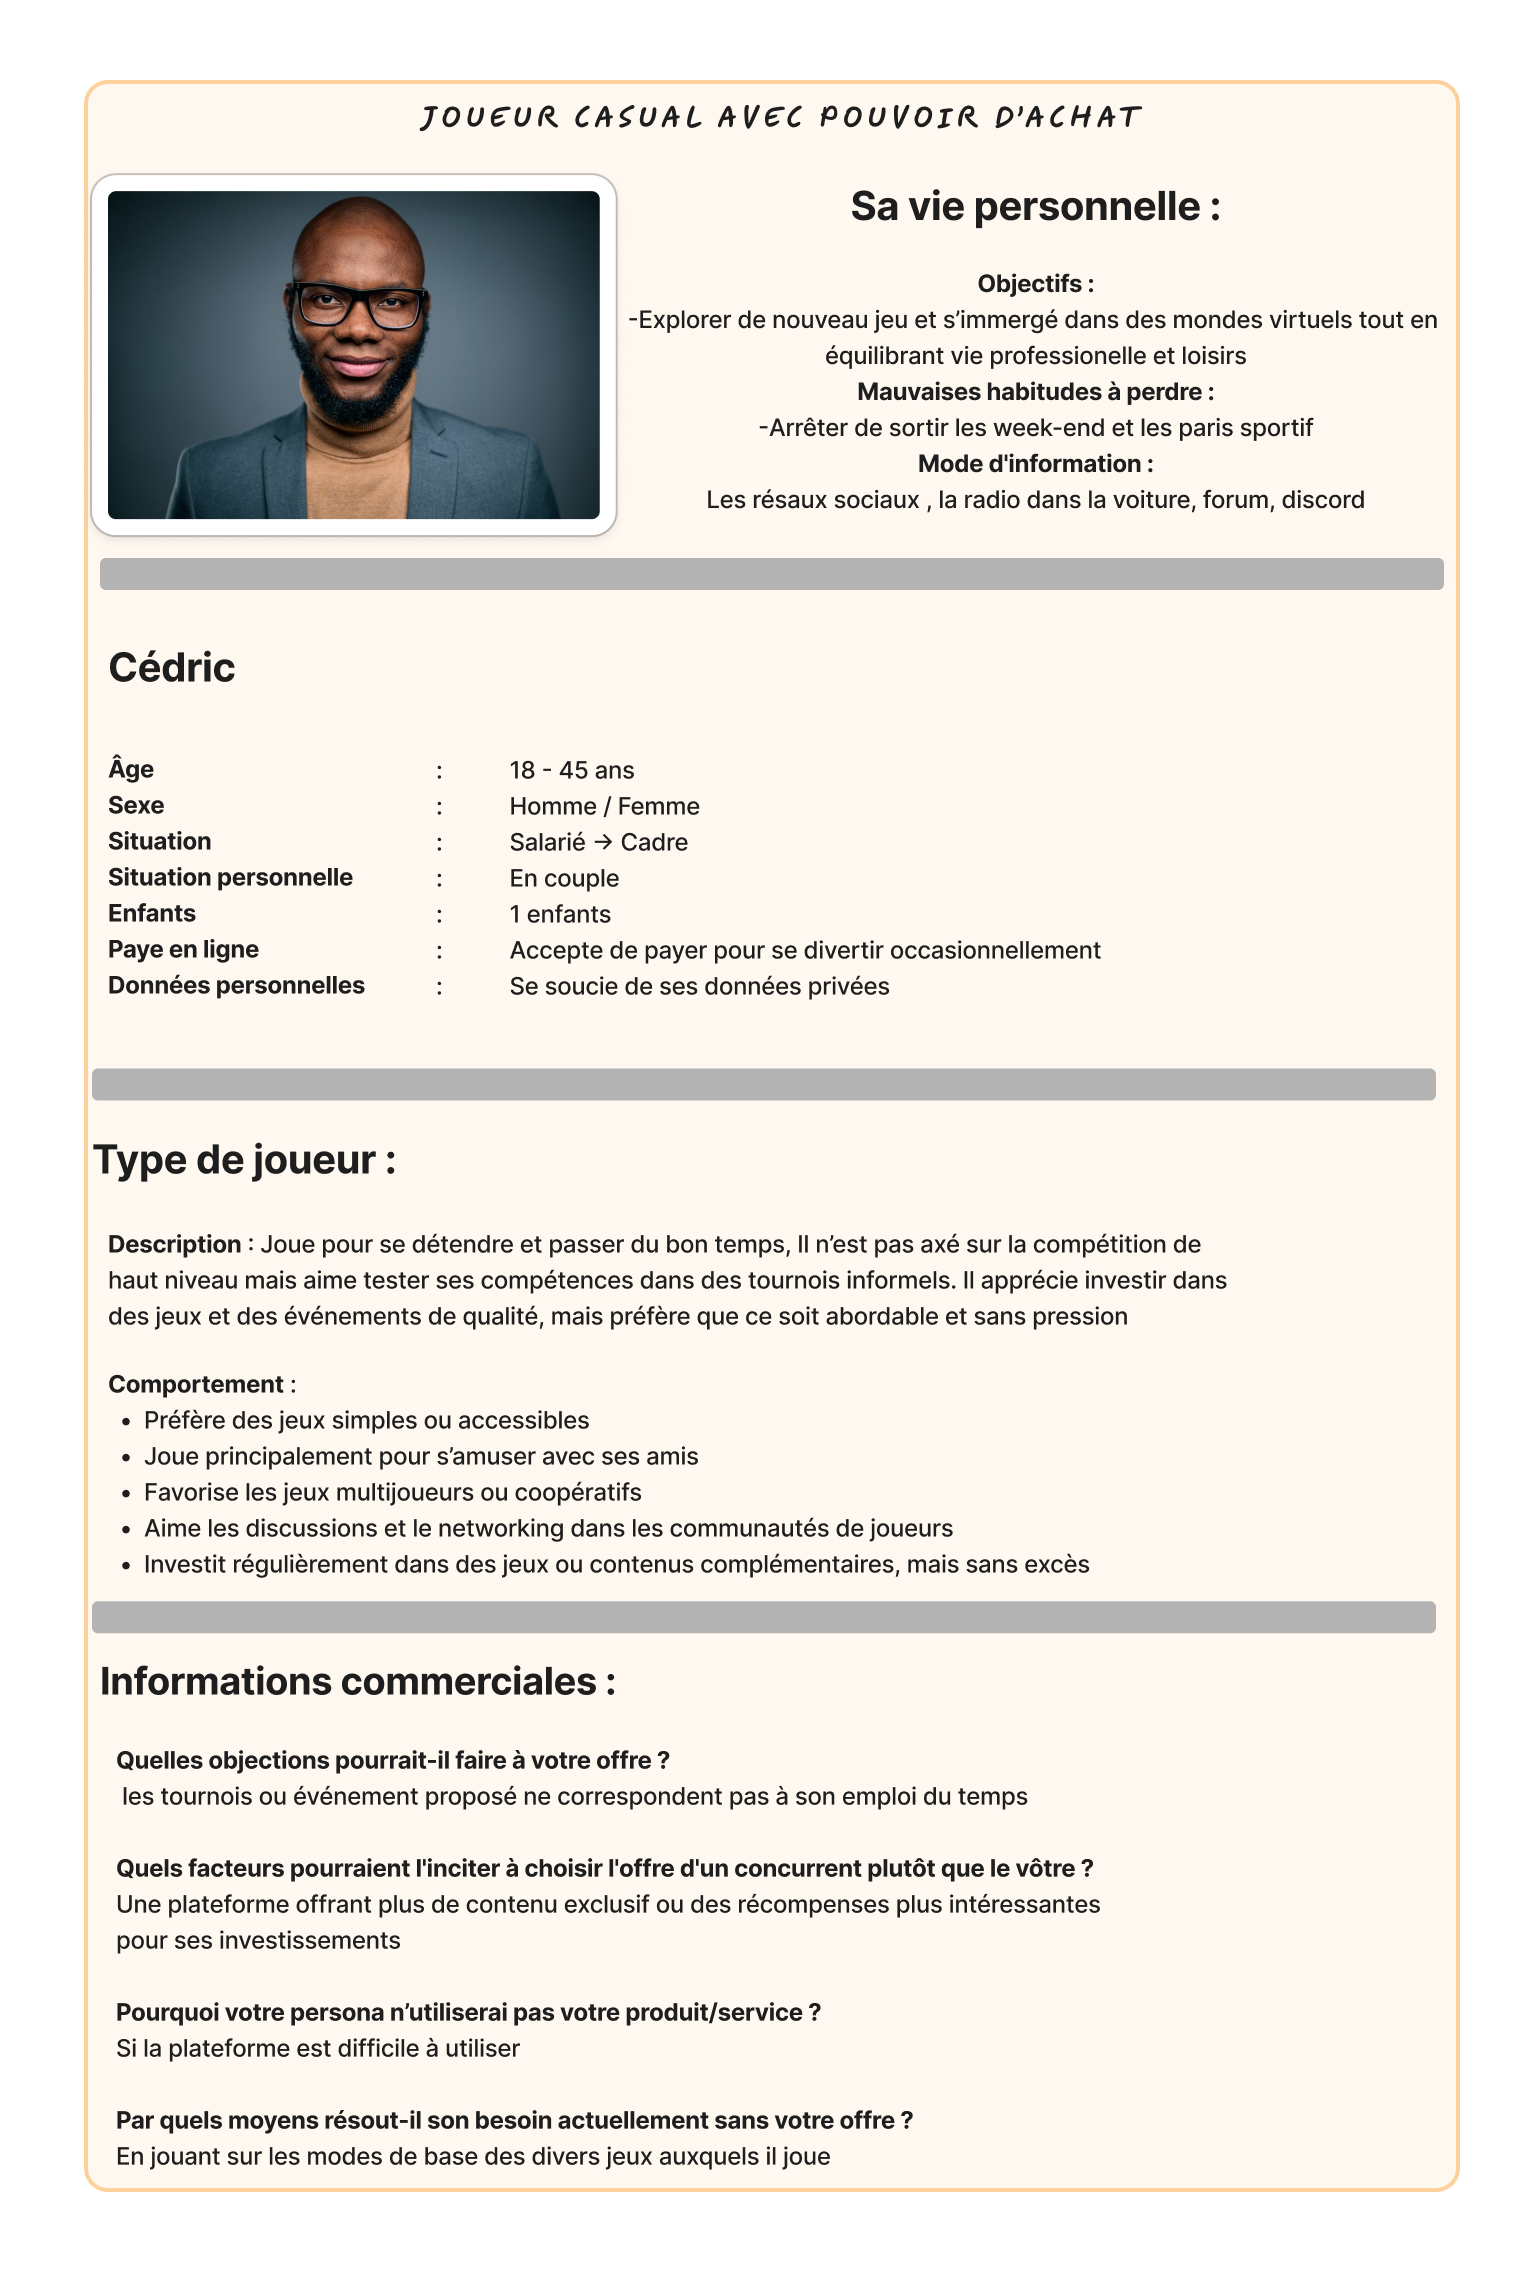 JOUEUR CASUAL AVEC POUVOIR D'ACHAT
Sa vie personnelle :
Objectifs :
-Explorer de nouveau jeu et s’immergé dans des mondes virtuels tout en
équilibrant vie professionelle et loisirs
Mauvaises habitudes à perdre :
-Arrêter de sortir les week-end et les paris sportif
Mode d'information :
Les résaux sociaux , la radio dans la voiture, forum, discord
Cédric
Âge : 18 - 45 ans
Sexe : Homme / Femme
Situation : Salarié → Cadre
Situation personnelle : En couple
Enfants : 1 enfants
Paye en ligne : Accepte de payer pour se divertir occasionnellement
Données personnelles : Se soucie de ses données privées
Type de joueur :
Description : Joue pour se détendre et passer du bon temps, Il n’est pas axé sur la compétition de
haut niveau mais aime tester ses compétences dans des tournois informels. Il apprécie investir dans
des jeux et des événements de qualité, mais préfère que ce soit abordable et sans pression
Comportement :
• Préfère des jeux simples ou accessibles
• Joue principalement pour s’amuser avec ses amis
• Favorise les jeux multijoueurs ou coopératifs
• Aime les discussions et le networking dans les communautés de joueurs
• Investit régulièrement dans des jeux ou contenus complémentaires, mais sans excès
Informations commerciales :
Quelles objections pourrait-il faire à votre offre ?
les tournois ou événement proposé ne correspondent pas à son emploi du temps
Quels facteurs pourraient l'inciter à choisir l'offre d'un concurrent plutôt que le vôtre ?
Une plateforme offrant plus de contenu exclusif ou des récompenses plus intéressantes
pour ses investissements
Pourquoi votre persona n’utiliserai pas votre produit/service ?
Si la plateforme est difficile à utiliser
Par quels moyens résout-il son besoin actuellement sans votre offre ?
En jouant sur les modes de base des divers jeux auxquels il joue